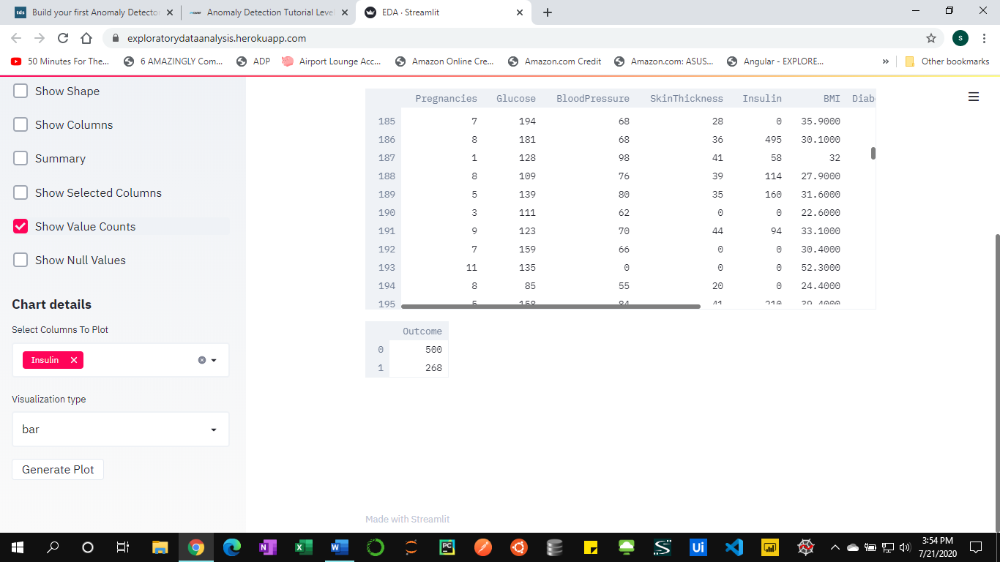 Build your first Anomaly Detector
Anomaly Detection Tutorial Level
EDA · Streamlit
exploratorydataanalysis.herokuapp.com
50 Minutes For The...
6 AMAZINGLY Com...
ADP
Airport Lounge Acc...
Amazon Online Cre...
Amazon.com Credit
Amazon.com: ASUS...
Angular - EXPLORE...
»
Other bookmarks
Show Shape
Show Columns
Summary
Show Selected Columns
Show Value Counts
Show Null Values
Chart details
Select Columns To Plot
Insulin
Visualization type
bar
Generate Plot
Pregnancies Glucose BloodPressure SkinThickness Insulin BMI Diab
185 7 194 68 28 0 35.9000
186 8 181 68 36 495 30.1000
187 1 128 98 41 58 32
188 8 109 76 39 114 27.9000
189 5 139 80 35 160 31.6000
190 3 111 62 0 0 22.6000
191 9 123 70 44 94 33.1000
192 7 159 66 0 0 30.4000
193 11 135 0 0 0 52.3000
194 8 85 55 20 0 24.4000
195 5 158 84 41 210 39.4000
Outcome
0 500
1 268
Made with Streamlit
3:54 PM
7/21/2020